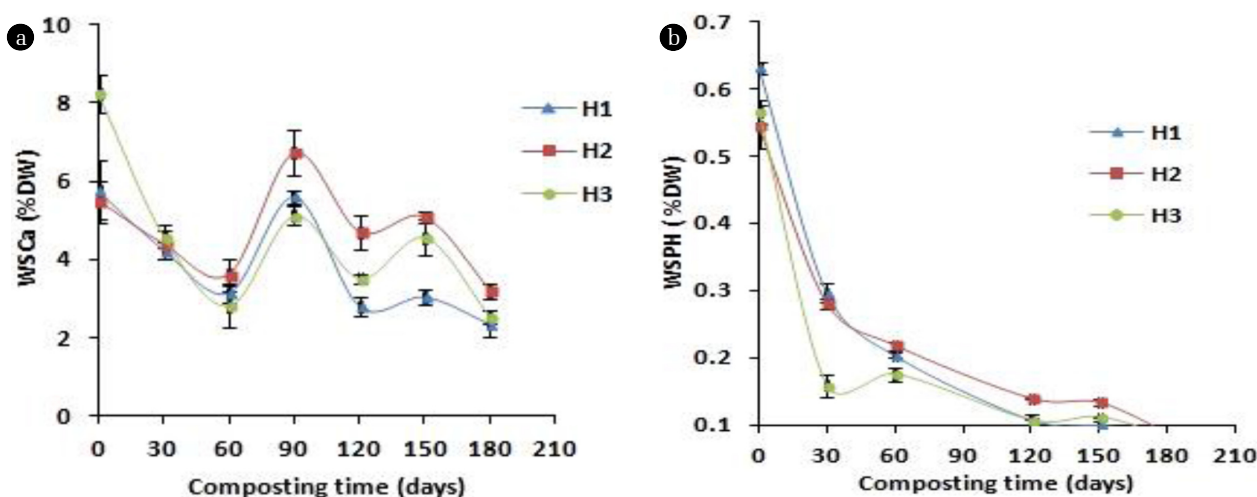 a
10
8
6
4
2
0
WSCa (%DW)
0 30 60 90 120 150 180 210
Composting time (days)
H1
H2
H3
b
0.7
0.6
0.5
0.4
0.3
0.2
0.1
WSPH ( %DW)
0 30 60 90 120 150 180 210
Composting time (days)
H1
H2
H3